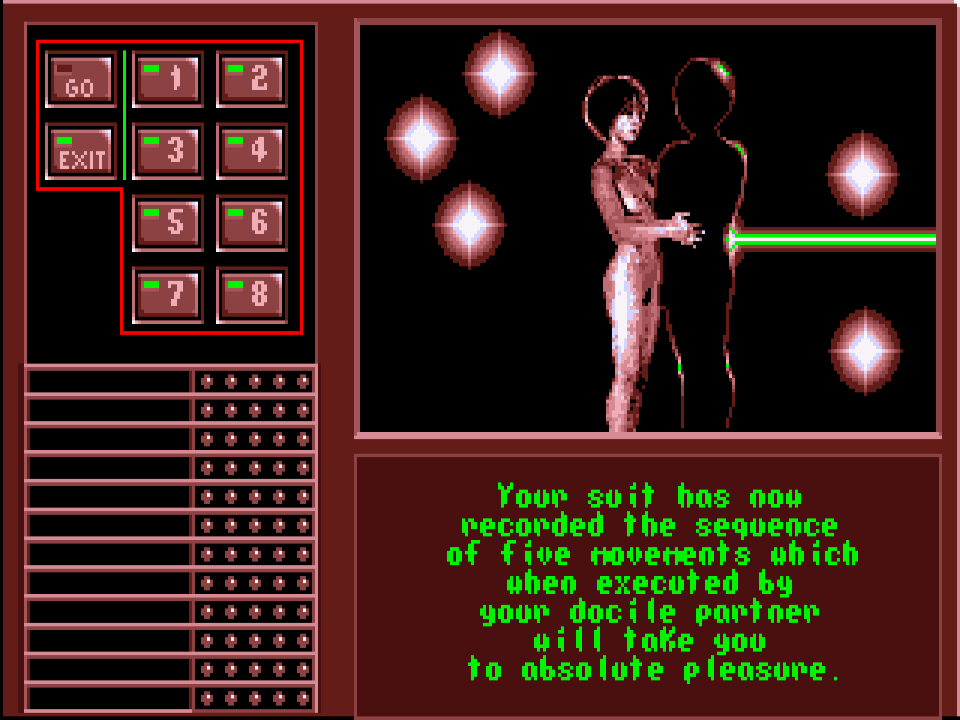 GO
1
2
EXIT
3
4
5
6
7
8
Your suit has now
recorded the sequence
of five movements which
when executed by
your docile partner
will take you
to absolute pleasure.